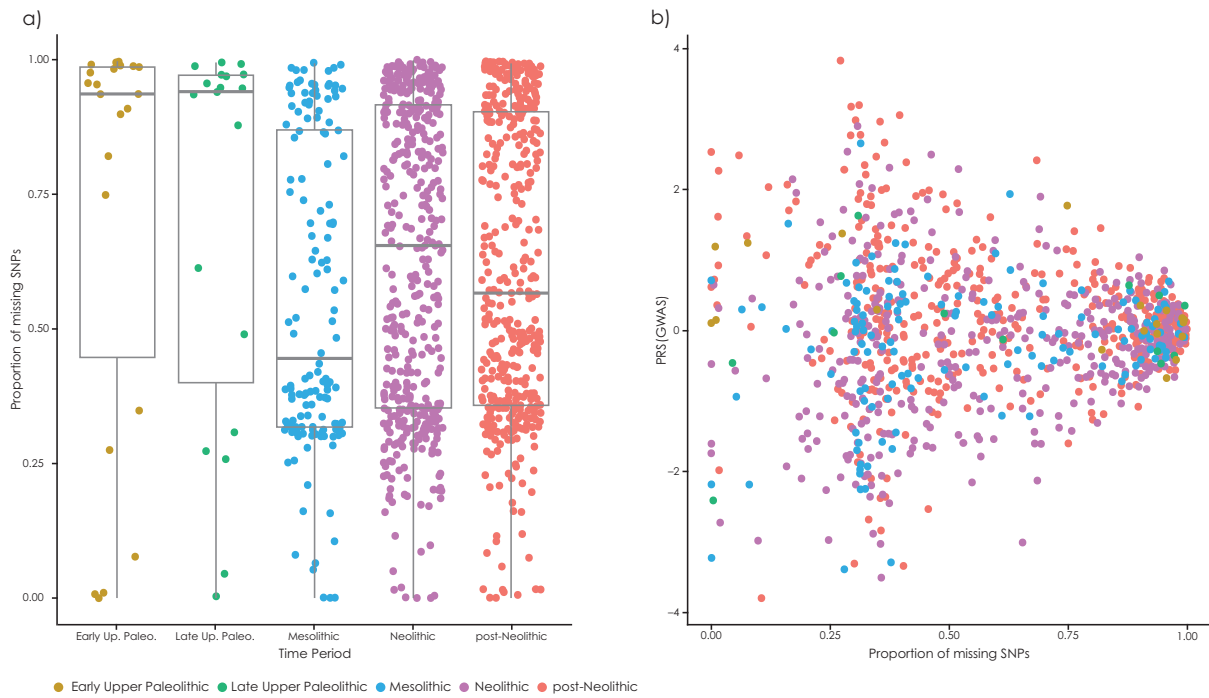 a)
1.00
0.75
0.50
0.25
0.00
Proportion of missing SNPs
Early Up. Paleo. Late Up. Paleo. Mesolithic Neolithic post-Neolithic
Time Period
b)
4
2
0
−2
−4
PRS[GWAS]
0.00 0.25 0.50 0.75 1.00
Proportion of missing SNPs
Early Upper Paleolithic Late Upper Paleolithic Mesolithic Neolithic post-Neolithic